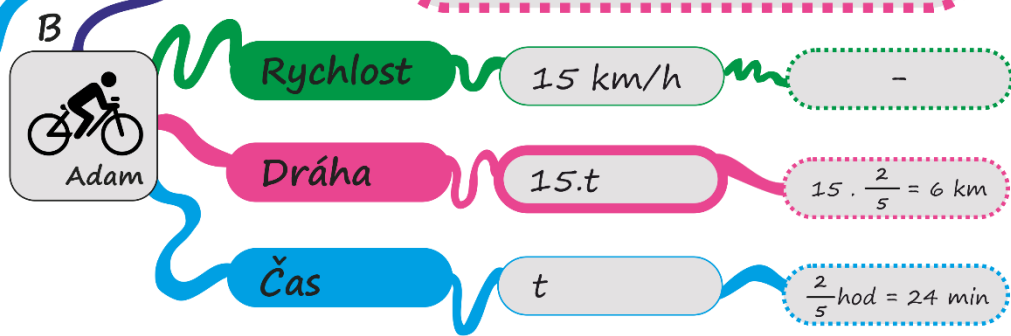 B
Adam
Rychlost 15 km/h -
Dráha 15.t 15 . 2/5 = 6 km
Čas t 2/5 hod = 24 min